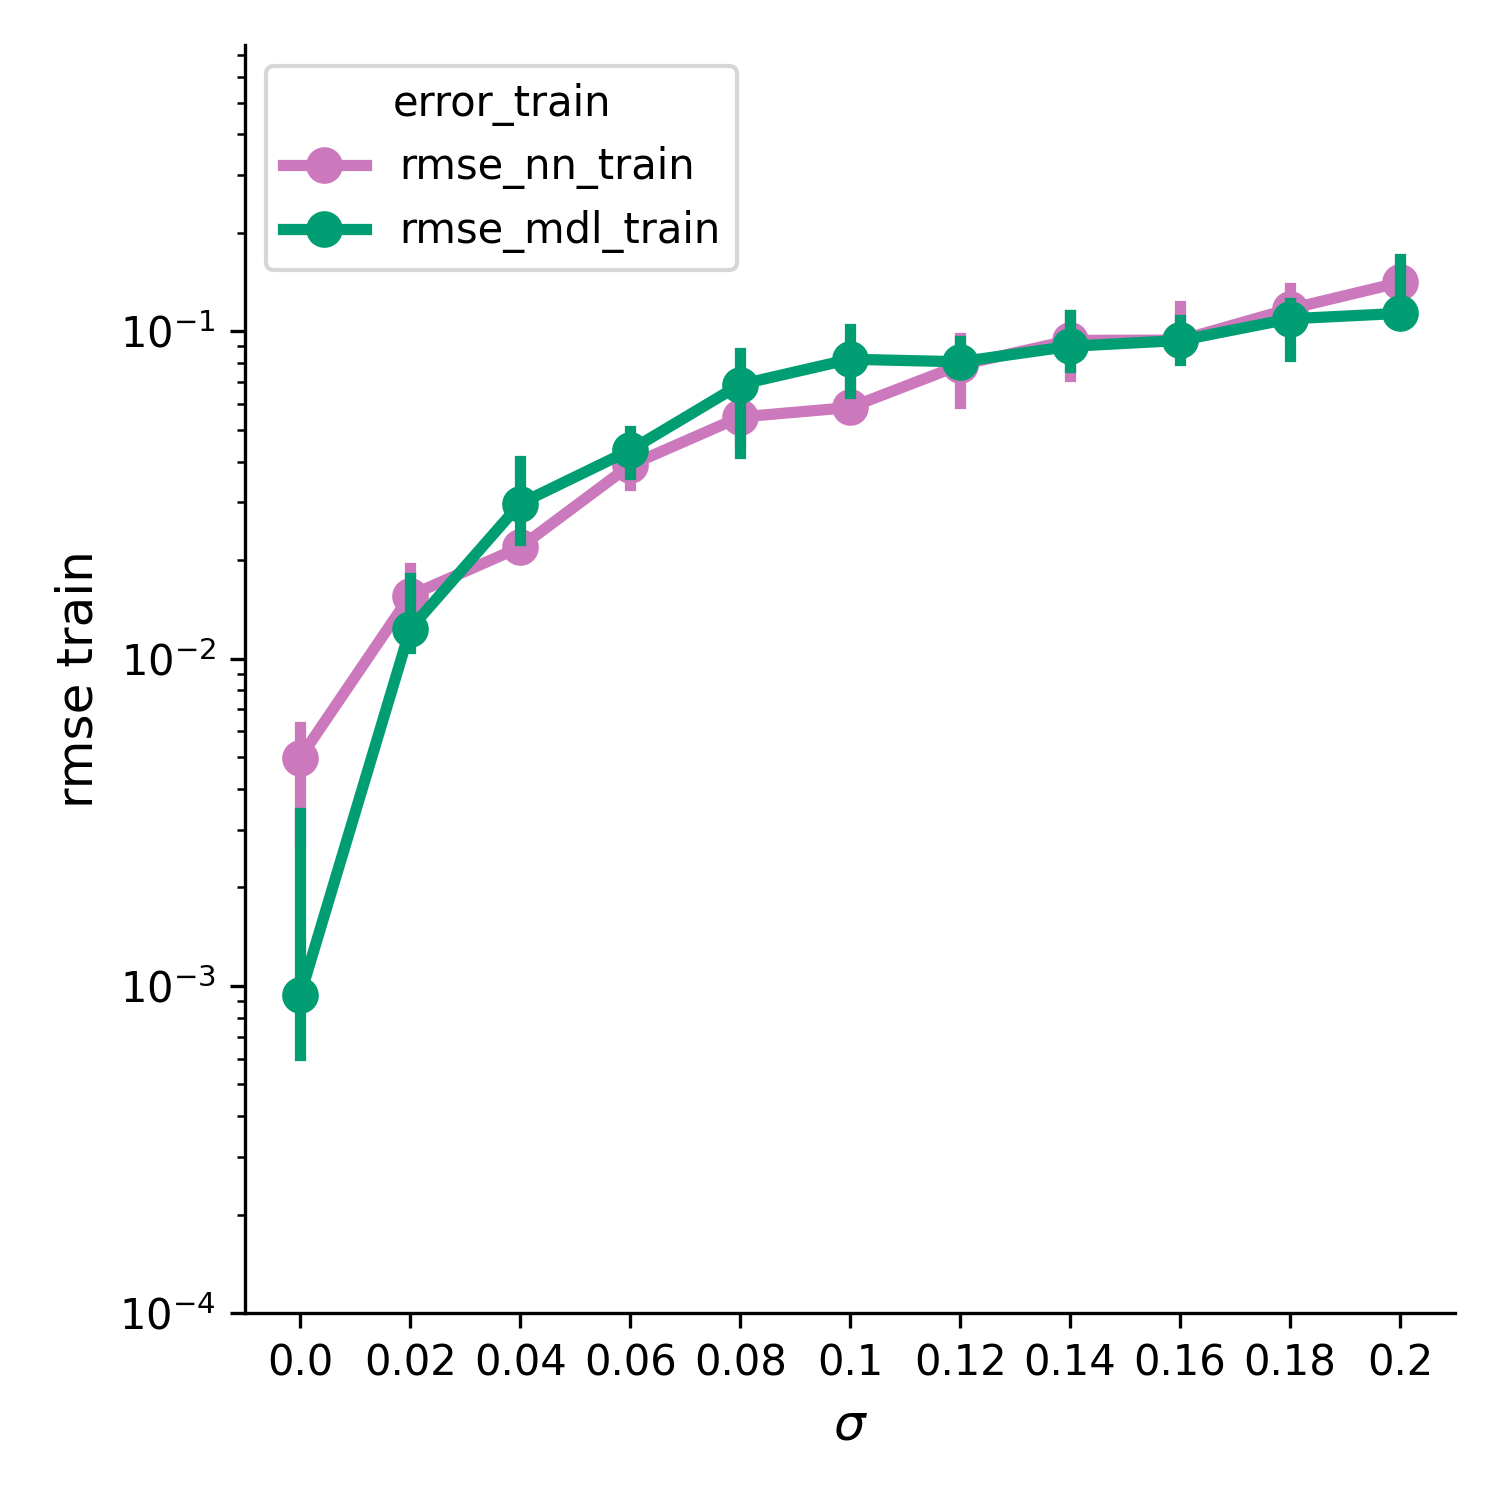 error_train
rmse_nn_train
rmse_mdl_train
rmse train
10⁻¹
10⁻²
10⁻³
10⁻⁴
0.0 0.02 0.04 0.06 0.08 0.1 0.12 0.14 0.16 0.18 0.2
σ